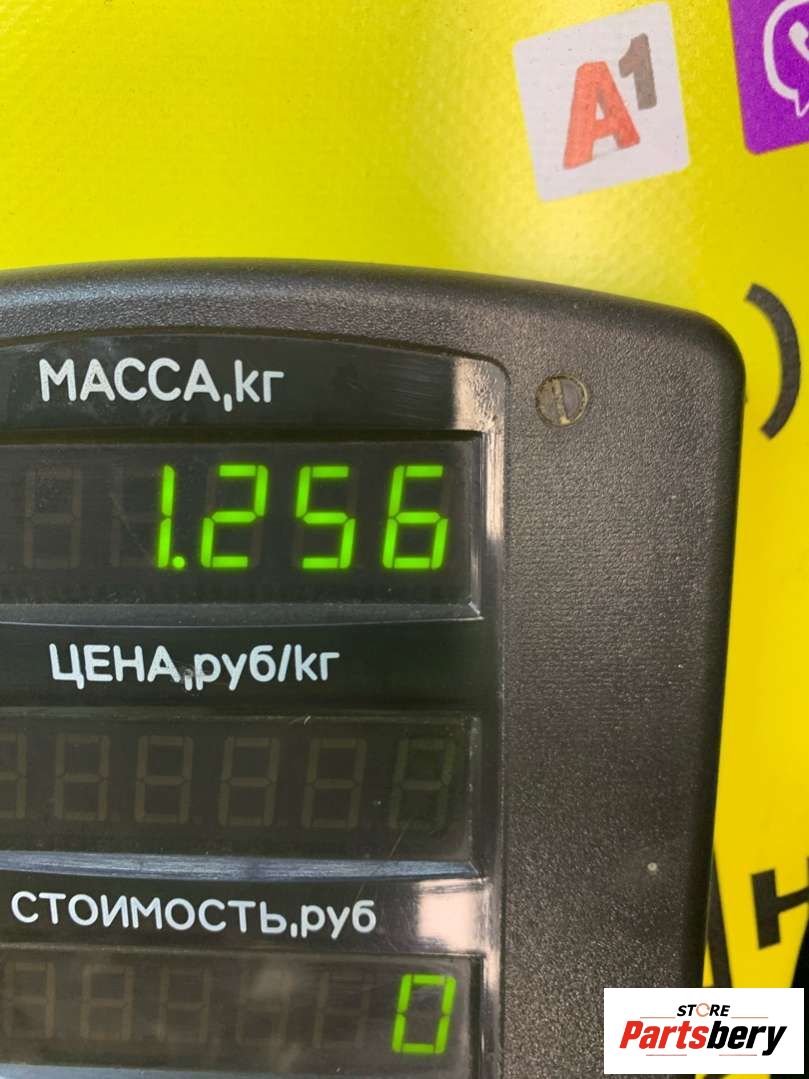 A1
МАССА,кг
1.256
ЦЕНА,руб/кг
СТОИМОСТЬ,руб
0
STORE
Partsbery